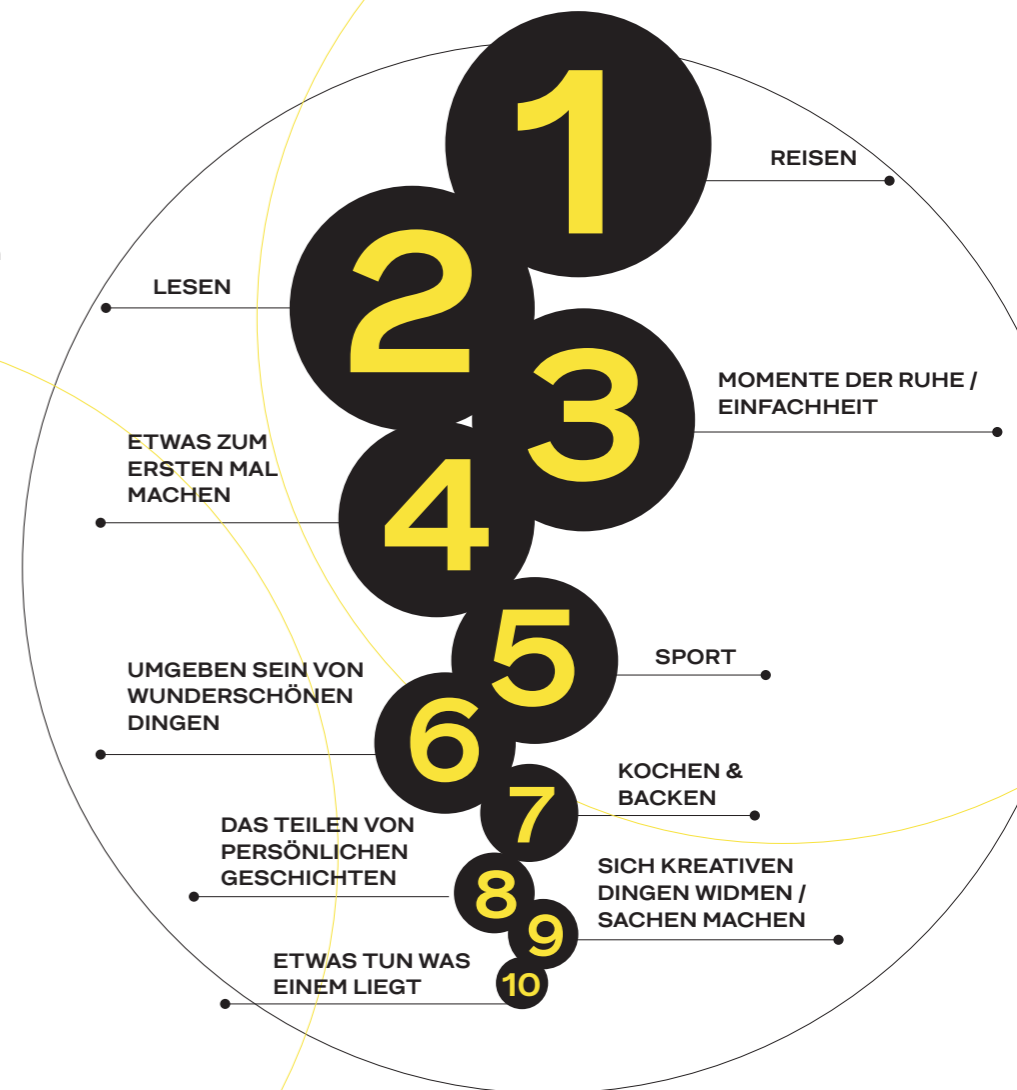 1
REISEN
2
LESEN
3
MOMENTE DER RUHE /
EINFACHHEIT
4
ETWAS ZUM
ERSTEN MAL
MACHEN
5
SPORT
6
UMGEBEN SEIN VON
WUNDERSCHÖNEN
DINGEN
7
KOCHEN &
BACKEN
8
DAS TEILEN VON
PERSÖNLICHEN
GESCHICHTEN
9
SICH KREATIVEN
DINGEN WIDMEN /
SACHEN MACHEN
10
ETWAS TUN WAS
EINEM LIEGT